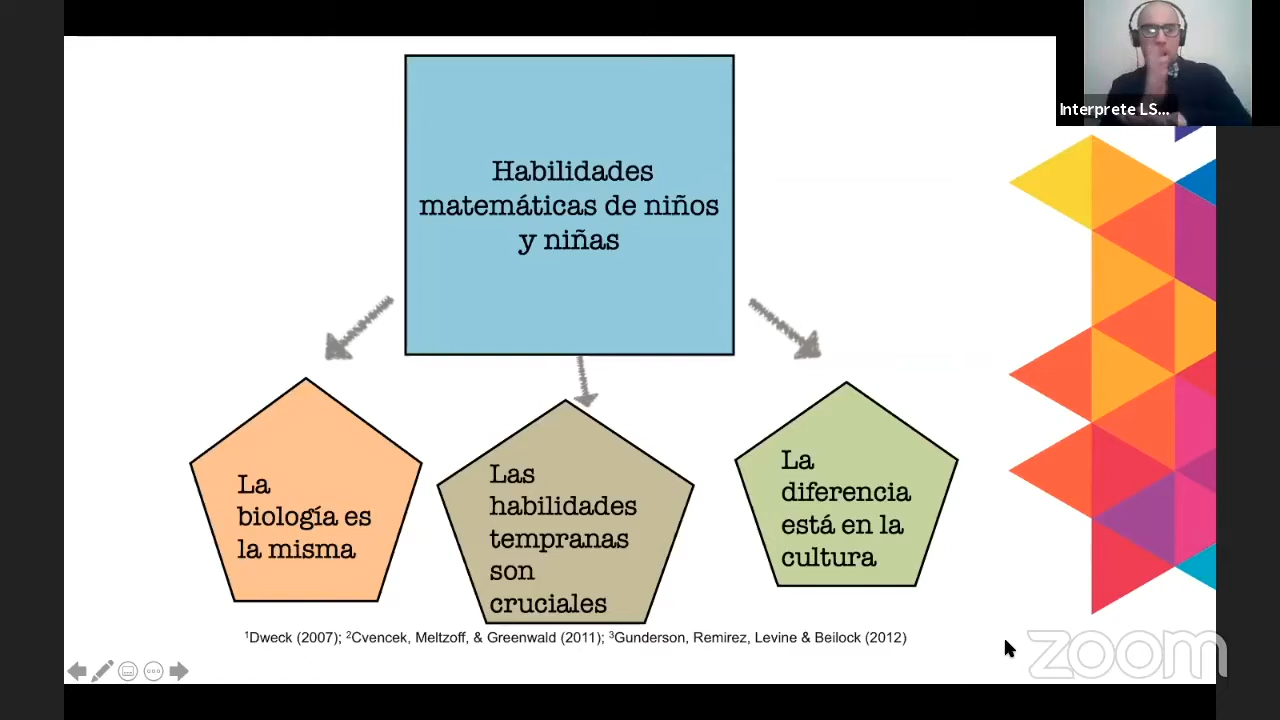 Interprete LS...
Habilidades
matemáticas de niños
y niñas
La
biología es
la misma
Las
habilidades
tempranas
son
cruciales
La
diferencia
está en la
cultura
¹Dweck (2007); ²Cvencek, Meltzoff, & Greenwald (2011); ³Gunderson, Remirez, Levine & Beilock (2012)
zoom